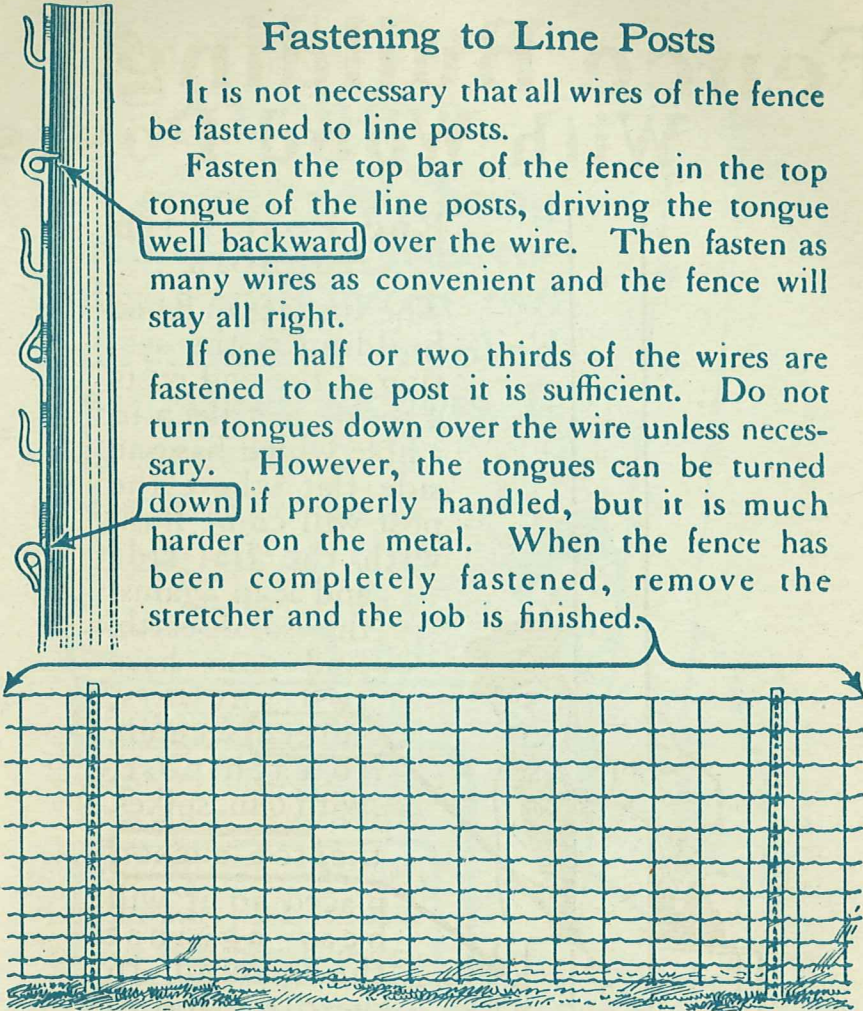 Fastening to Line Posts
It is not necessary that all wires of the fence
be fastened to line posts.
Fasten the top bar of the fence in the top
tongue of the line posts, driving the tongue
well backward over the wire. Then fasten as
many wires as convenient and the fence will
stay all right.
If one half or two thirds of the wires are
fastened to the post it is sufficient. Do not
turn tongues down over the wire unless neces-
sary. However, the tongues can be turned
down if properly handled, but it is much
harder on the metal. When the fence has
been completely fastened, remove the
stretcher and the job is finished.